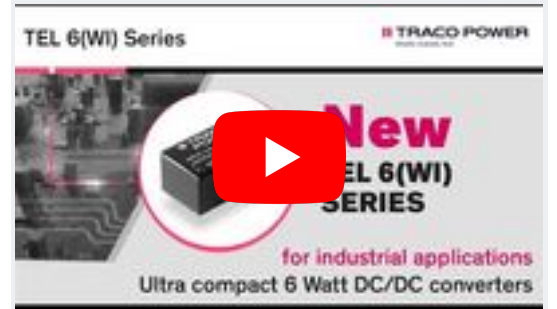 TEL 6(WI) Series
TRACO POWER
New
EL 6(WI)
SERIES
for industrial applications
Ultra compact 6 Watt DC/DC converters